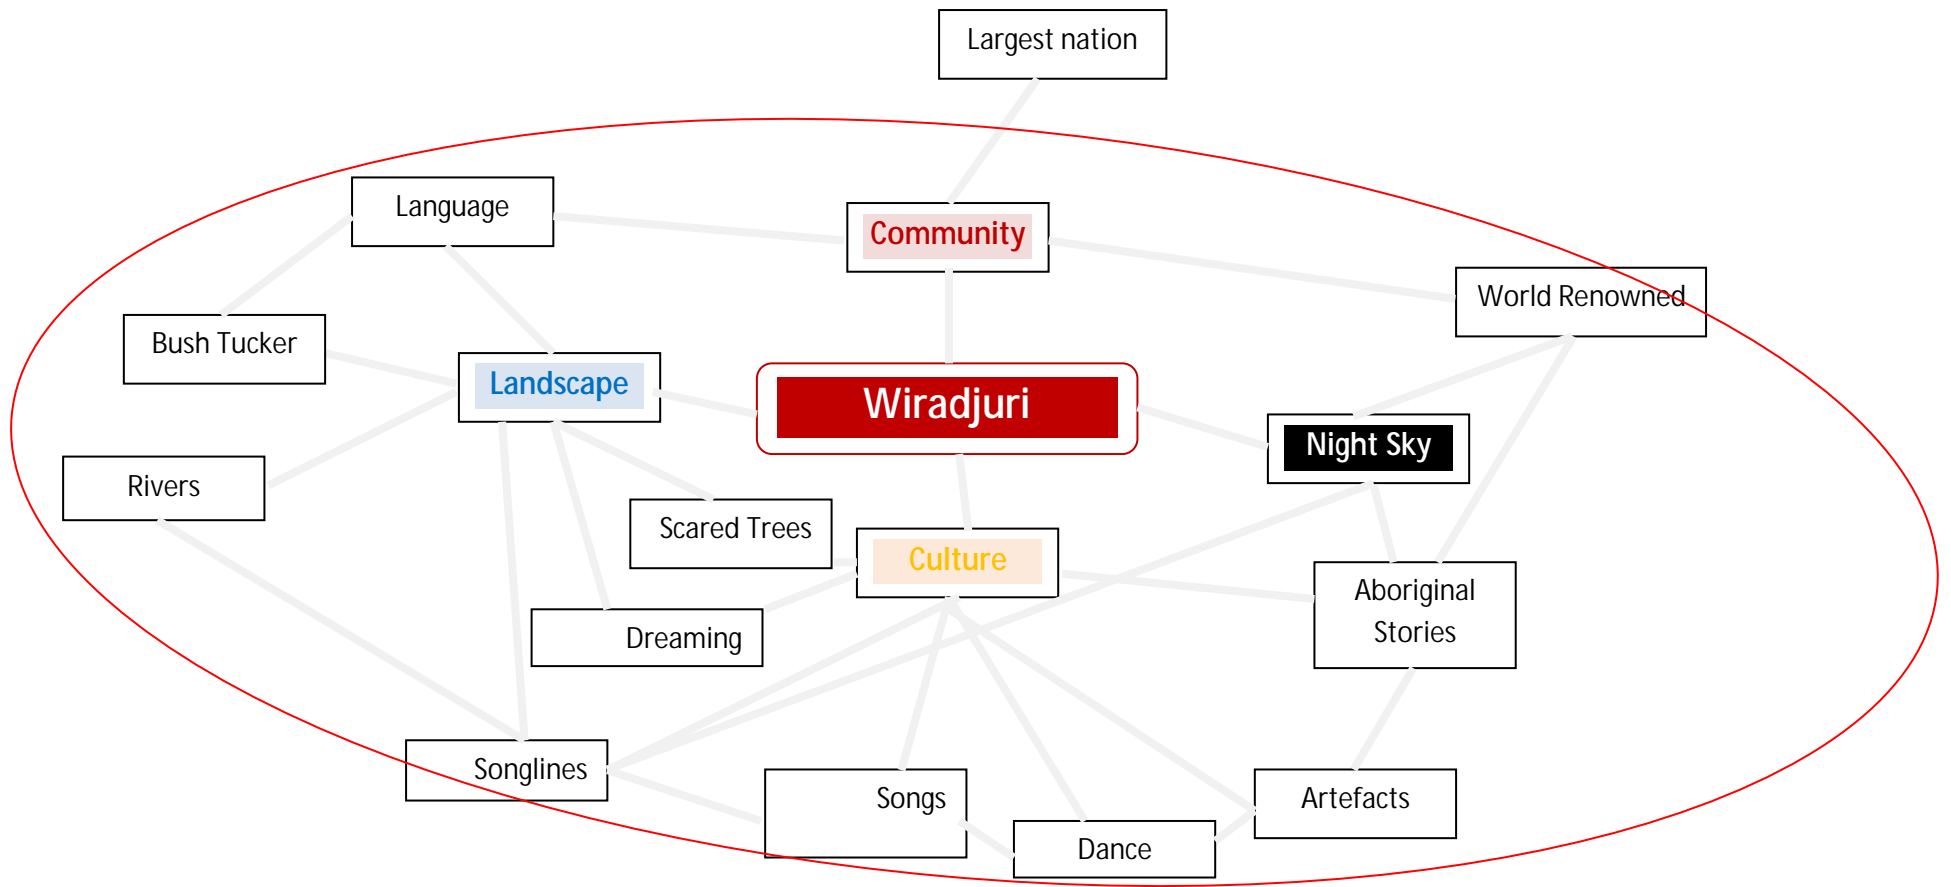 Largest nation
Language
Community
World Renowned
Bush Tucker
Landscape
Wiradjuri
Night Sky
Rivers
Scared Trees
Culture
Aboriginal
Stories
Dreaming
Songlines
Songs
Artefacts
Dance